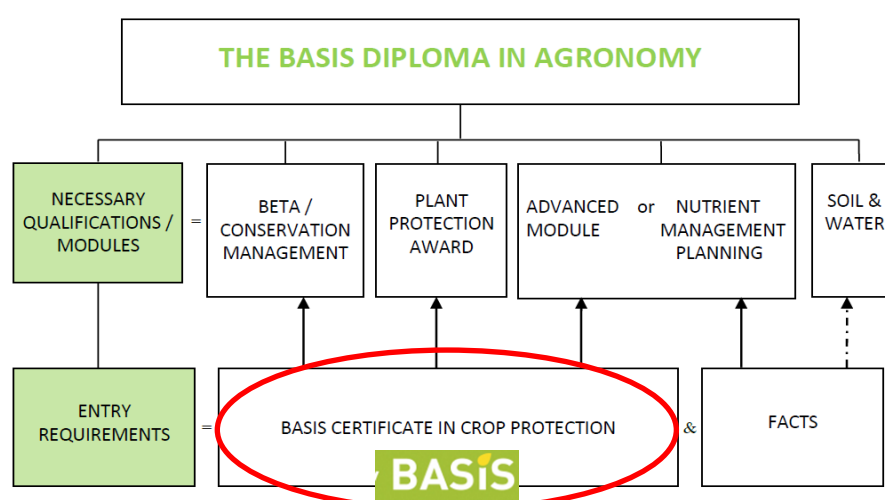 THE BASIS DIPLOMA IN AGRONOMY
NECESSARY
QUALIFICATIONS /
MODULES
=
BETA /
CONSERVATION
MANAGEMENT
PLANT
PROTECTION
AWARD
ADVANCED or NUTRIENT
MODULE MANAGEMENT
PLANNING
SOIL &
WATER
ENTRY
REQUIREMENTS
=
BASIS CERTIFICATE IN CROP PROTECTION
&
FACTS
BASiS